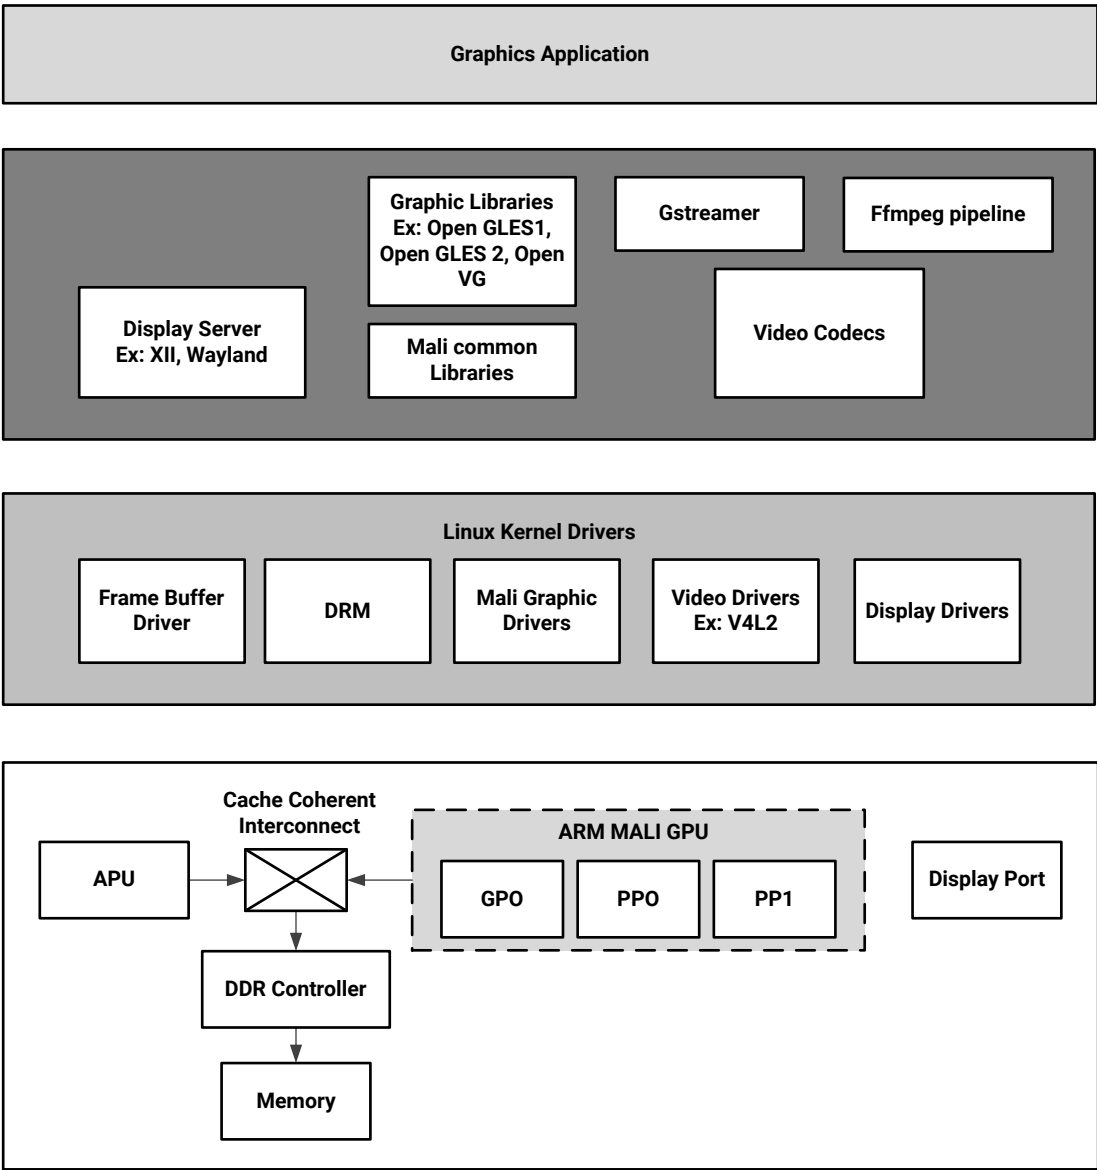 Graphics Application
Graphic Libraries
Ex: Open GLES1,
Open GLES 2, Open
VG
Gstreamer
Ffmpeg pipeline
Display Server
Ex: XII, Wayland
Mali common
Libraries
Video Codecs
Linux Kernel Drivers
Frame Buffer
Driver
DRM
Mali Graphic
Drivers
Video Drivers
Ex: V4L2
Display Drivers
Cache Coherent
Interconnect
ARM MALI GPU
APU
GPO
PPO
PP1
Display Port
DDR Controller
Memory